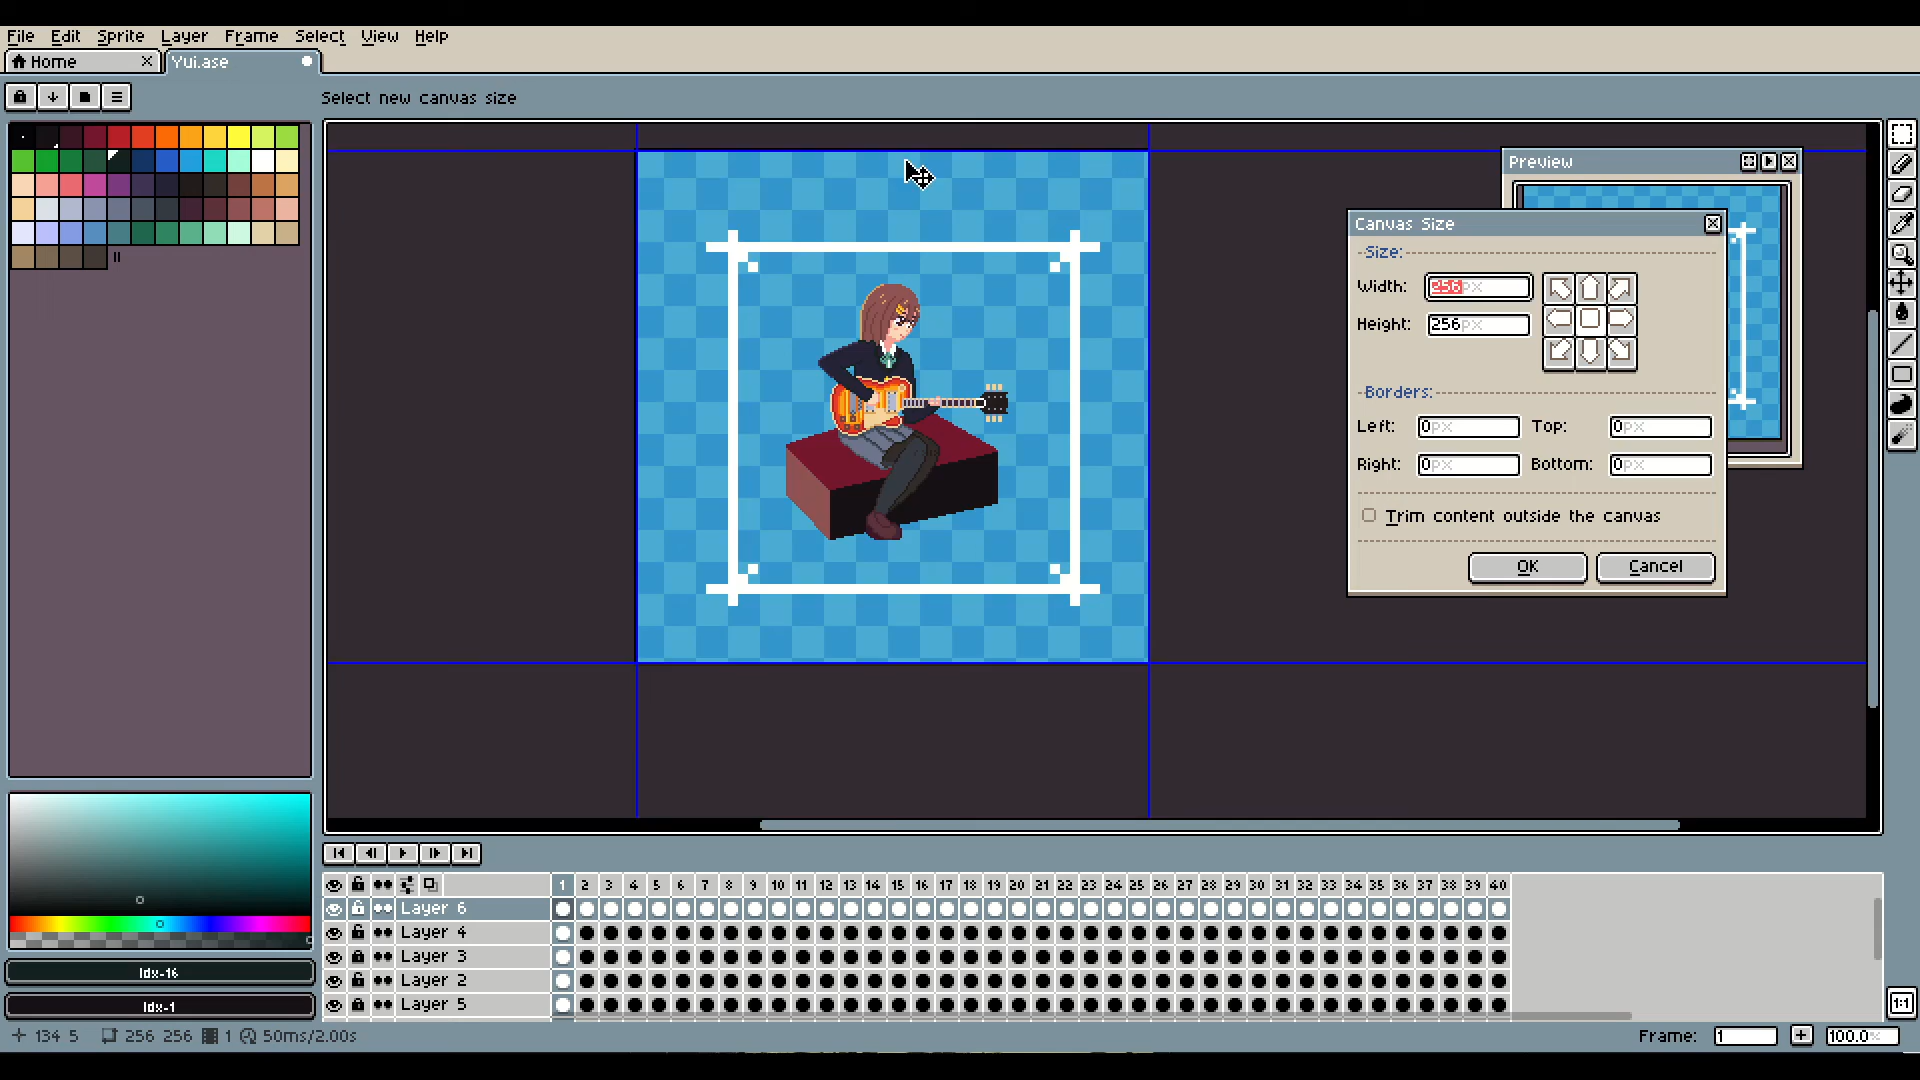 File Edit Sprite Layer Frame Select View Help
Home Yui.ase
Select new canvas size
Preview
Canvas Size
Size:
Width: 256px
Height: 256px
Borders:
Left: 0px Top: 0px
Right: 0px Bottom: 0px
Trim content outside the canvas
OK Cancel
1 2 3 4 5 6 7 8 9 10 11 12 13 14 15 16 17 18 19 20 21 22 23 24 25 26 27 28 29 30 31 32 33 34 35 36 37 38 39 40
Layer 6
Layer 4
Layer 3
Layer 2
Layer 5
Idx-16
Idx-1
1:1
134 5 256 256 1 50ms/2.00s Frame: 1 + 100.0%